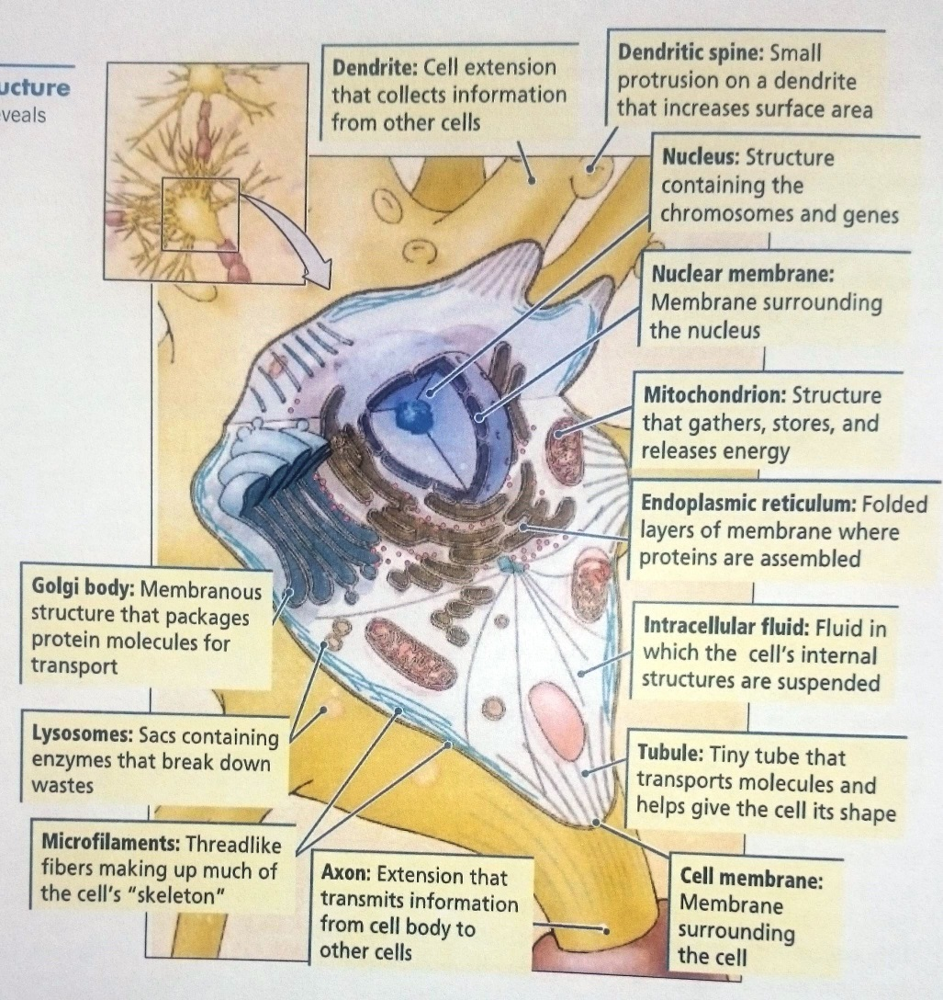 ucture
veals
Dendrite: Cell extension
that collects information
from other cells
Dendritic spine: Small
protrusion on a dendrite
that increases surface area
Nucleus: Structure
containing the
chromosomes and genes
Nuclear membrane:
Membrane surrounding
the nucleus
Mitochondrion: Structure
that gathers, stores, and
releases energy
Endoplasmic reticulum: Folded
layers of membrane where
proteins are assembled
Golgi body: Membranous
structure that packages
protein molecules for
transport
Intracellular fluid: Fluid in
which the cell's internal
structures are suspended
Lysosomes: Sacs containing
enzymes that break down
wastes
Tubule: Tiny tube that
transports molecules and
helps give the cell its shape
Microfilaments: Threadlike
fibers making up much of
the cell's "skeleton"
Axon: Extension that
transmits information
from cell body to
other cells
Cell membrane:
Membrane
surrounding
the cell